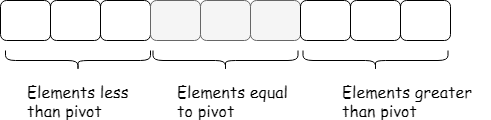 Elements less
than pivot
Elements equal
to pivot
Elements greater
than pivot